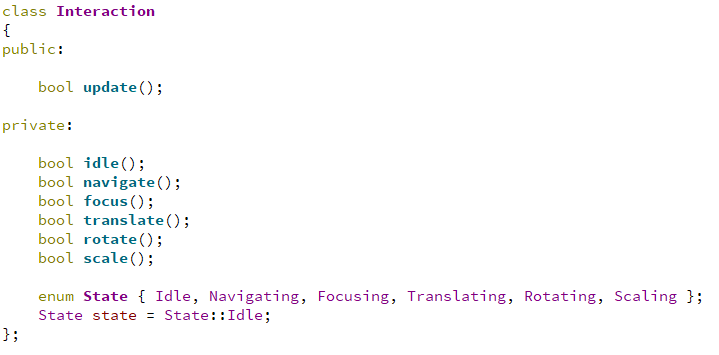 class Interaction
{
public:

    bool update();

private:

    bool idle();
    bool navigate();
    bool focus();
    bool translate();
    bool rotate();
    bool scale();

    enum State { Idle, Navigating, Focusing, Translating, Rotating, Scaling };
    State state = State::Idle;
};